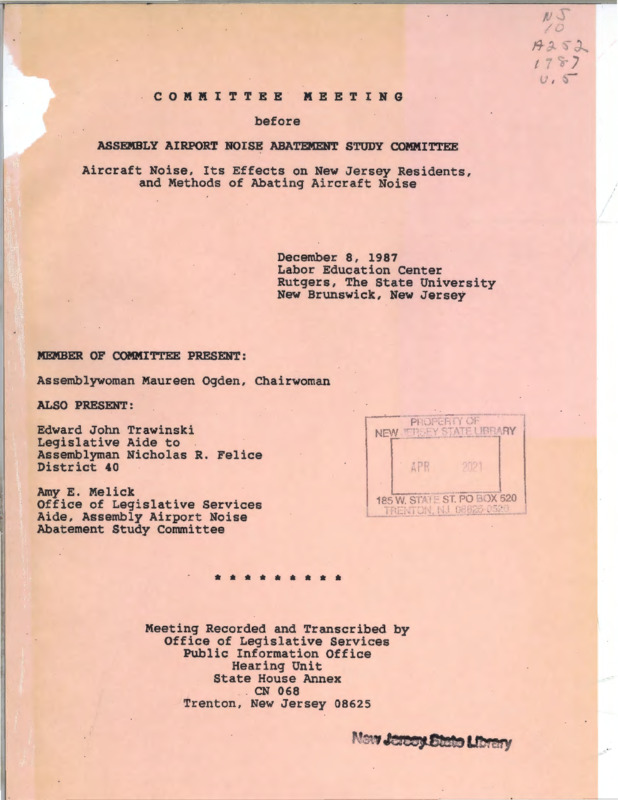 NJ
10
A252
1987
v.5
COMMITTEE MEETING
before
ASSEMBLY AIRPORT NOISE ABATEMENT STUDY COMMITTEE
Aircraft Noise, Its Effects on New Jersey Residents,
and Methods of Abating Aircraft Noise
December 8, 1987
Labor Education Center
Rutgers, The State University
New Brunswick, New Jersey
MEMBER OF COMMITTEE PRESENT:
Assemblywoman Maureen Ogden, Chairwoman
ALSO PRESENT:
Edward John Trawinski
Legislative Aide to
Assemblyman Nicholas R. Felice
District 40
Amy E. Melick
Office of Legislative Services
Aide, Assembly Airport Noise
Abatement Study Committee
PROPERTY OF
NEW JERSEY STATE LIBRARY
APR 2021
185 W. STATE ST. PO BOX 520
TRENTON, NJ 08625-0520
* * * * * * * * *
Meeting Recorded and Transcribed by
Office of Legislative Services
Public Information Office
Hearing Unit
State House Annex
CN 068
Trenton, New Jersey 08625
New Jersey State Library